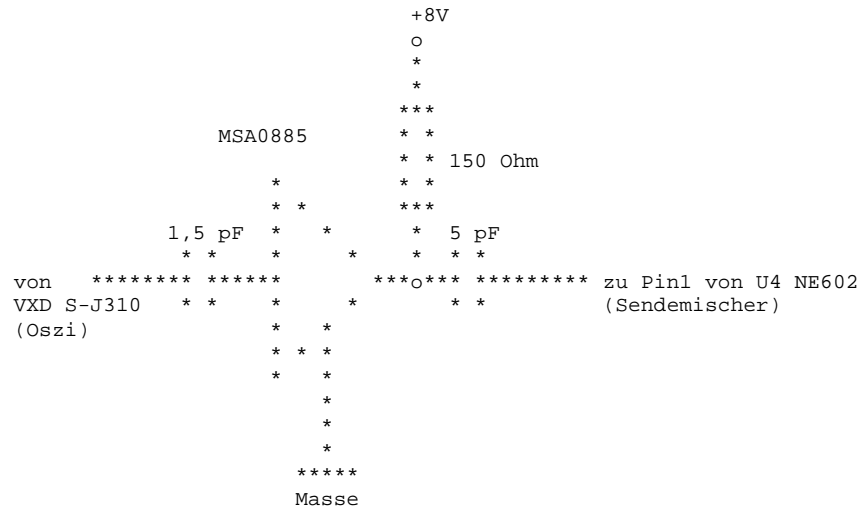 +8V
MSA0885
150 Ohm
1,5 pF
5 pF
von
VXD S-J310
(Oszi)
zu Pin1 von U4 NE602
(Sendemischer)
Masse